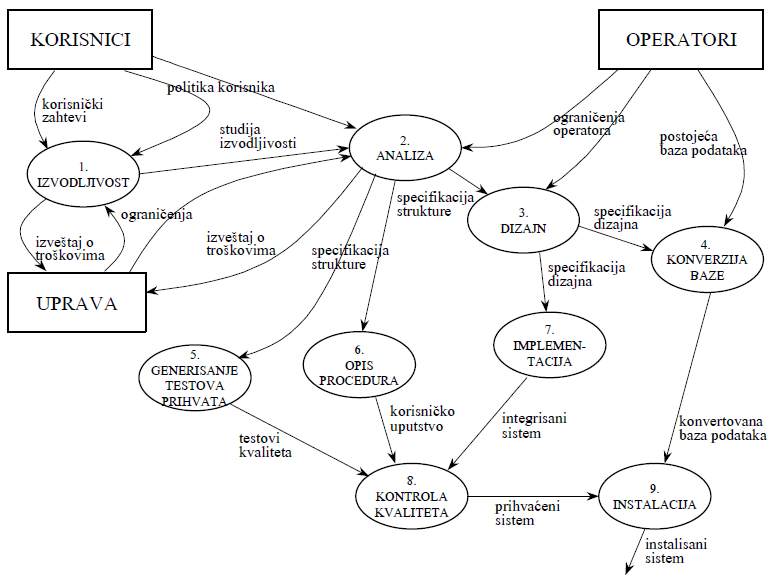 KORISNICI
OPERATORI
politika korisnika
korisnički
zahtevi
ograničenja
operatora
studija
izvodljivosti
postojeća
baza podataka
2.
ANALIZA
1.
IZVODLJIVOST
specifikacija
strukture
3.
DIZAJN
ograničenja
specifikacija
dizajna
izveštaj o
troškovima
izveštaj o
troškovima
specifikacija
strukture
4.
KONVERZIJA
BAZE
specifikacija
dizajna
UPRAVA
5.
GENERISANJE
TESTOVA
PRIHVATA
6.
OPIS
PROCEDURA
7.
IMPLEMEN-
TACIJA
korisničko
uputstvo
integrisani
sistem
konvertovana
baza podataka
testovi
kvaliteta
8.
KONTROLA
KVALITETA
9.
INSTALACIJA
prihvaćeni
sistem
instalisani
sistem